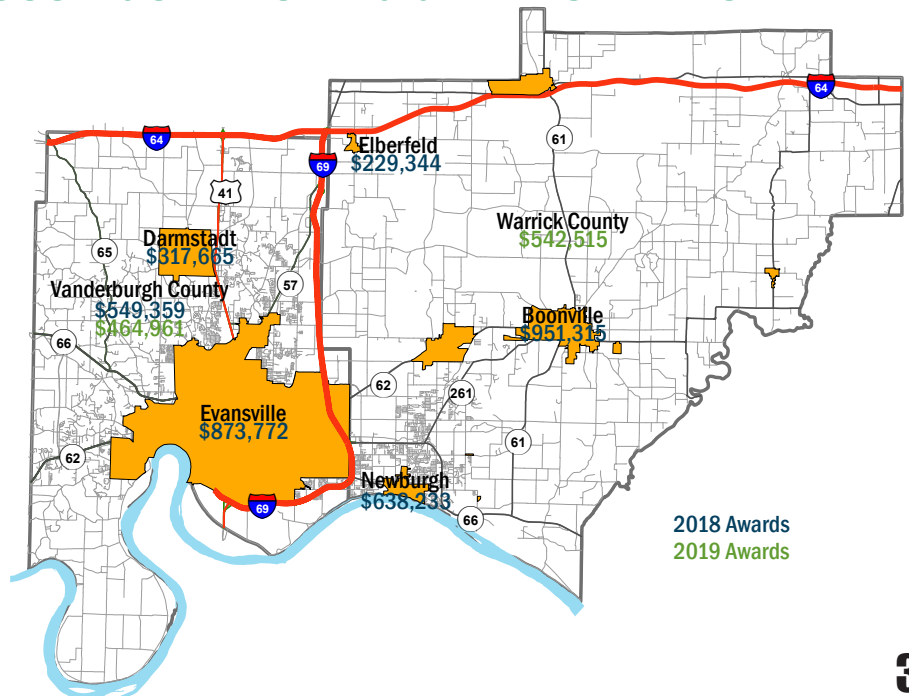 64
64
61
Elberfeld
$229,344
69
41
Warrick County
$542,515
Darmstadt
$317,665
65
57
Vanderburgh County
$549,359
$464,961
Boonville
$951,315
66
62
261
Evansville
$873,772
61
62
Newburgh
$638,233
69
66
2018 Awards
2019 Awards
3